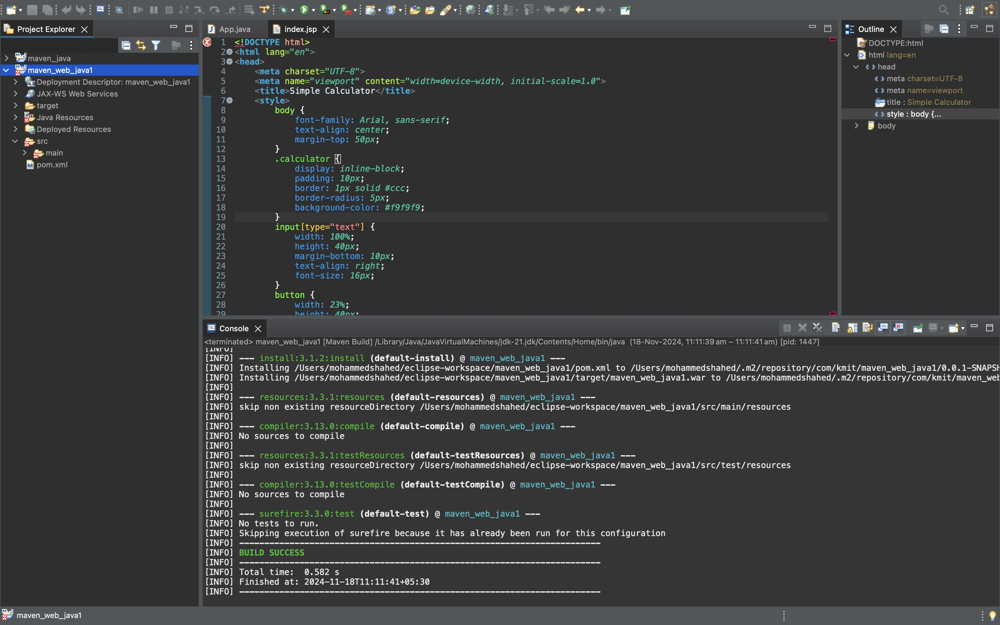 Project Explorer
maven_java
maven_web_java1
Deployment Descriptor: maven_web_java1
JAX-WS Web Services
target
Java Resources
Deployed Resources
src
main
pom.xml
App.java
index.jsp
1 <!DOCTYPE html>
2 <html lang="en">
3 <head>
4 <meta charset="UTF-8">
5 <meta name="viewport" content="width=device-width, initial-scale=1.0">
6 <title>Simple Calculator</title>
7 <style>
8 body {
9 font-family: Arial, sans-serif;
10 text-align: center;
11 margin-top: 50px;
12 }
13 .calculator {
14 display: inline-block;
15 padding: 10px;
16 border: 1px solid #ccc;
17 border-radius: 5px;
18 background-color: #f9f9f9;
19 }
20 input[type="text"] {
21 width: 100%;
22 height: 40px;
23 margin-bottom: 10px;
24 text-align: right;
25 font-size: 16px;
26 }
27 button {
28 width: 23%;
29 height: 40px;
Outline
DOCTYPE:html
html lang=en
head
meta charset=UTF-8
meta name=viewport
title : Simple Calculator
style : body {...
body
Console
<terminated> maven_web_java1 [Maven Build] /Library/Java/JavaVirtualMachines/jdk-21.jdk/Contents/Home/bin/java (18-Nov-2024, 11:11:39 am – 11:11:41 am) [pid: 1447]
[INFO]
[INFO] --- install:3.1.2:install (default-install) @ maven_web_java1 ---
[INFO] Installing /Users/mohammedshahed/eclipse-workspace/maven_web_java1/pom.xml to /Users/mohammedshahed/.m2/repository/com/kmit/maven_web_java1/0.0.1-SNAPSH
[INFO] Installing /Users/mohammedshahed/eclipse-workspace/maven_web_java1/target/maven_web_java1.war to /Users/mohammedshahed/.m2/repository/com/kmit/maven_web
[INFO]
[INFO] --- resources:3.3.1:resources (default-resources) @ maven_web_java1 ---
[INFO] skip non existing resourceDirectory /Users/mohammedshahed/eclipse-workspace/maven_web_java1/src/main/resources
[INFO]
[INFO] --- compiler:3.13.0:compile (default-compile) @ maven_web_java1 ---
[INFO] No sources to compile
[INFO]
[INFO] --- resources:3.3.1:testResources (default-testResources) @ maven_web_java1 ---
[INFO] skip non existing resourceDirectory /Users/mohammedshahed/eclipse-workspace/maven_web_java1/src/test/resources
[INFO]
[INFO] --- compiler:3.13.0:testCompile (default-testCompile) @ maven_web_java1 ---
[INFO] No sources to compile
[INFO]
[INFO] --- surefire:3.3.0:test (default-test) @ maven_web_java1 ---
[INFO] No tests to run.
[INFO] Skipping execution of surefire because it has already been run for this configuration
[INFO] ------------------------------------------------------------------------
[INFO] BUILD SUCCESS
[INFO] ------------------------------------------------------------------------
[INFO] Total time:  0.582 s
[INFO] Finished at: 2024-11-18T11:11:41+05:30
[INFO] ------------------------------------------------------------------------
maven_web_java1